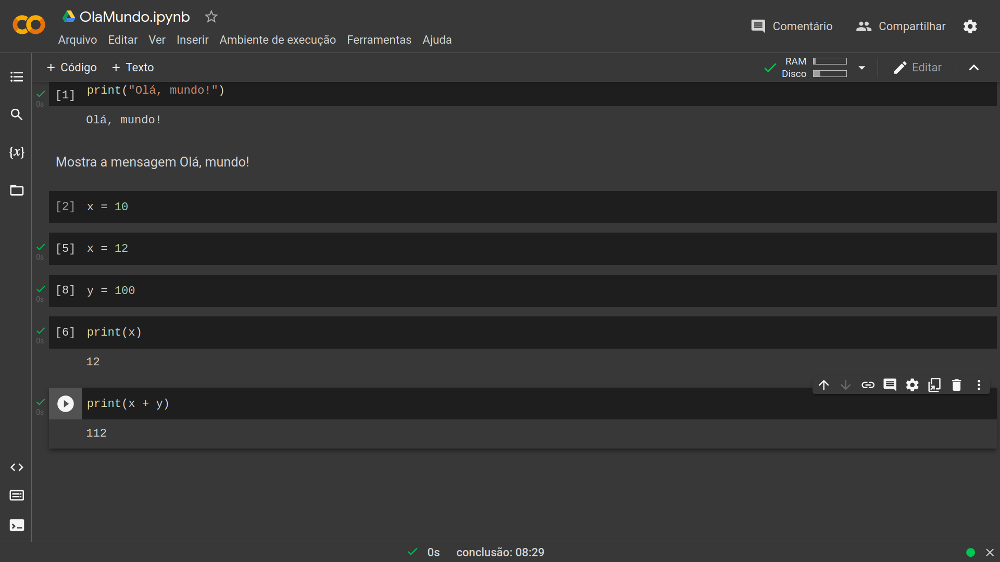 OlaMundo.ipynb
Comentário
Compartilhar
Arquivo Editar Ver Inserir Ambiente de execução Ferramentas Ajuda
+ Código + Texto
RAM
Disco
Editar
[1] print("Olá, mundo!")
0s
Olá, mundo!
Mostra a mensagem Olá, mundo!
{x}
[2] x = 10
[5] x = 12
0s
[8] y = 100
0s
[6] print(x)
0s
12
print(x + y)
0s
112
0s conclusão: 08:29